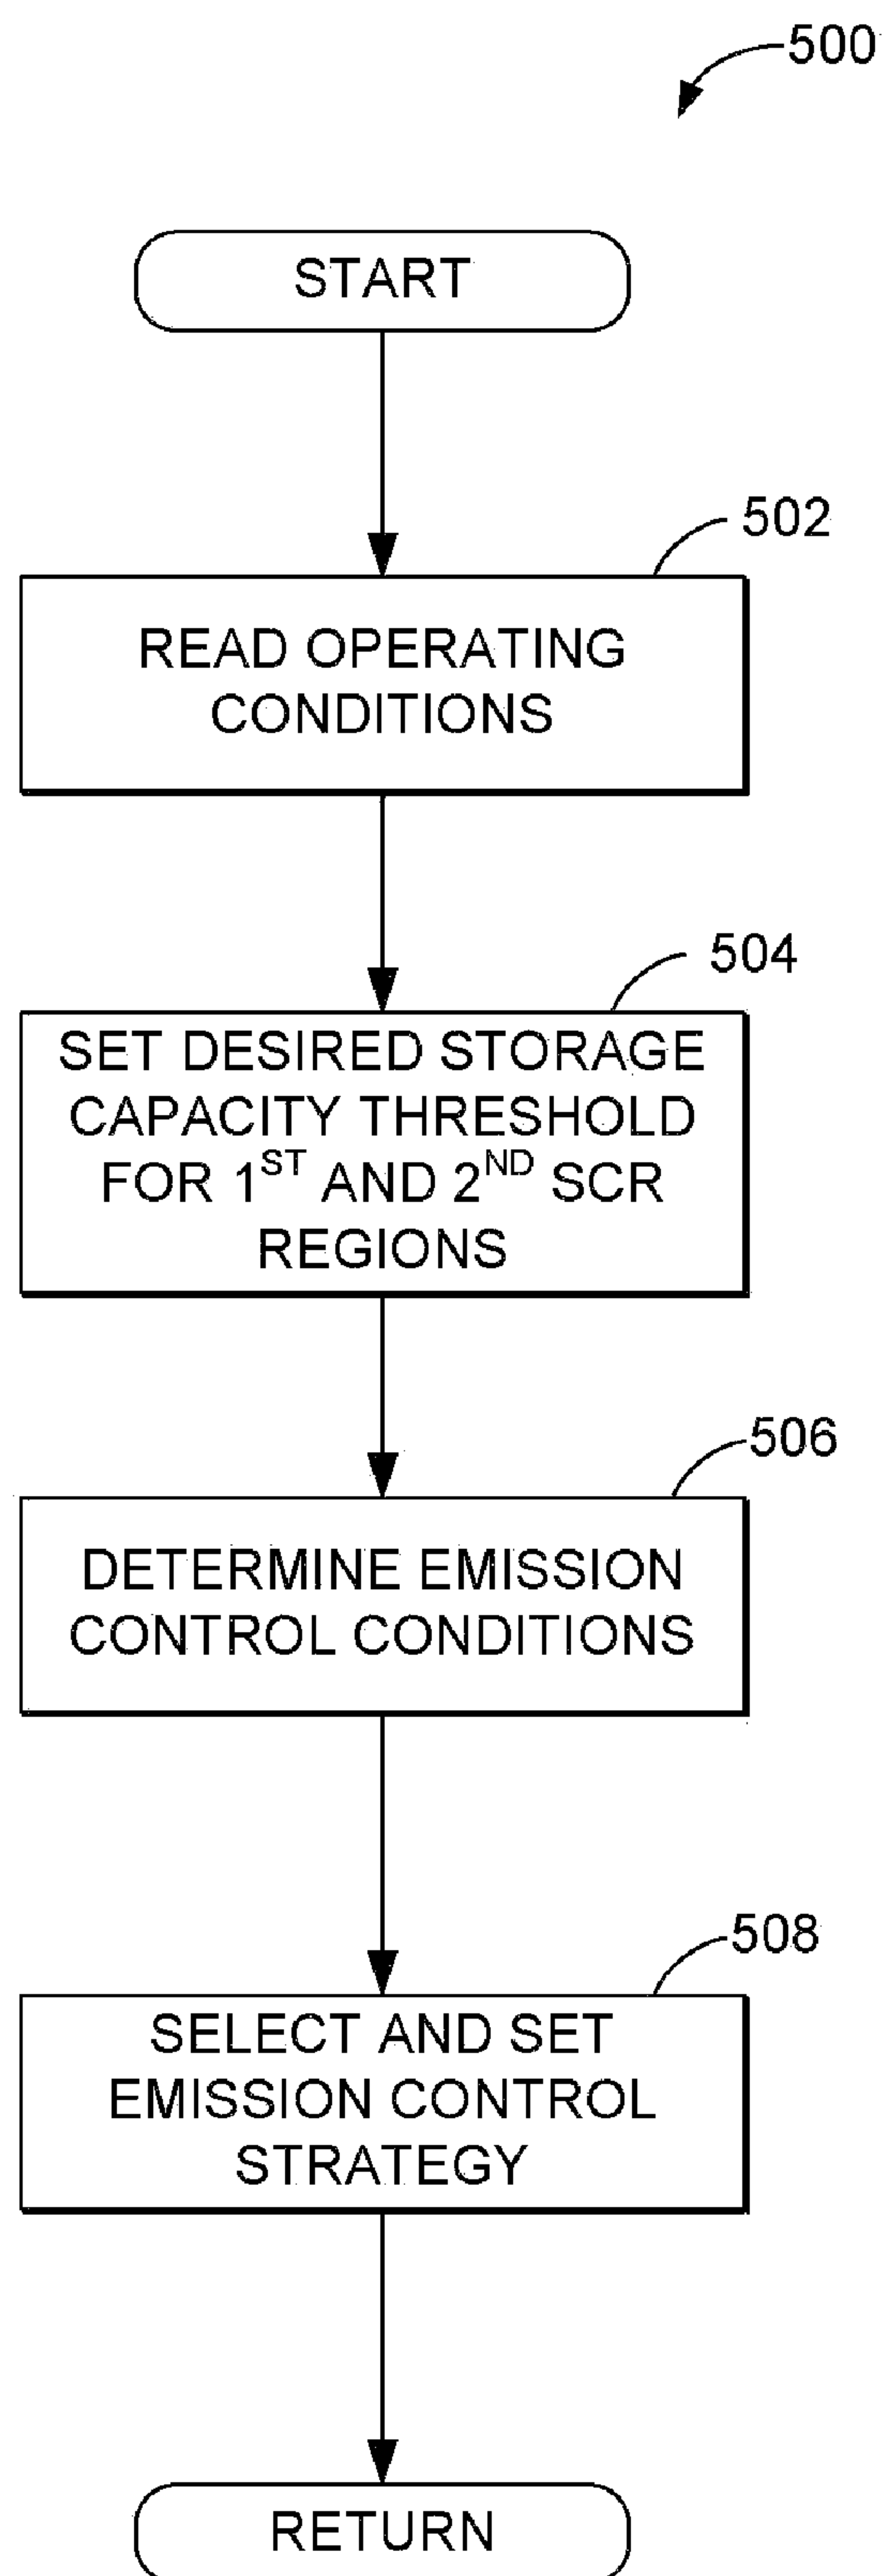 500
START
502
READ OPERATING
CONDITIONS
504
SET DESIRED STORAGE
CAPACITY THRESHOLD
FOR 1ST AND 2ND SCR
REGIONS
506
DETERMINE EMISSION
CONTROL CONDITIONS
508
SELECT AND SET
EMISSION CONTROL
STRATEGY
RETURN